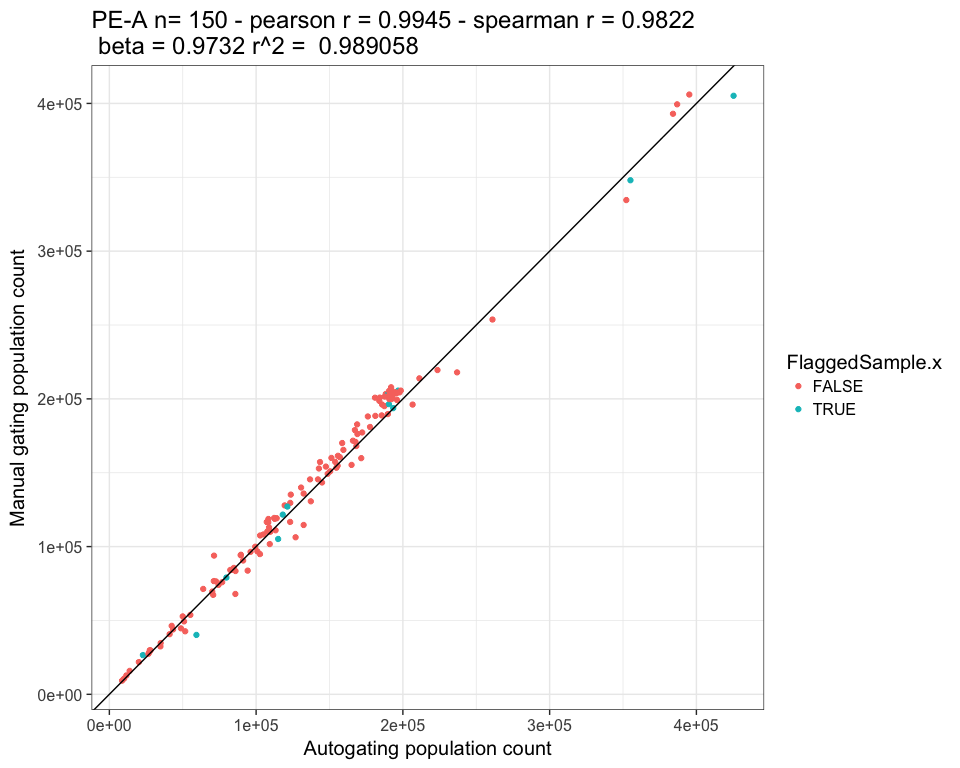 PE-A n= 150 - pearson r = 0.9945 - spearman r = 0.9822
beta = 0.9732 r^2 =  0.989058
Manual gating population count
4e+05
3e+05
2e+05
1e+05
0e+00
0e+00 1e+05 2e+05 3e+05 4e+05
Autogating population count
FlaggedSample.x
FALSE
TRUE